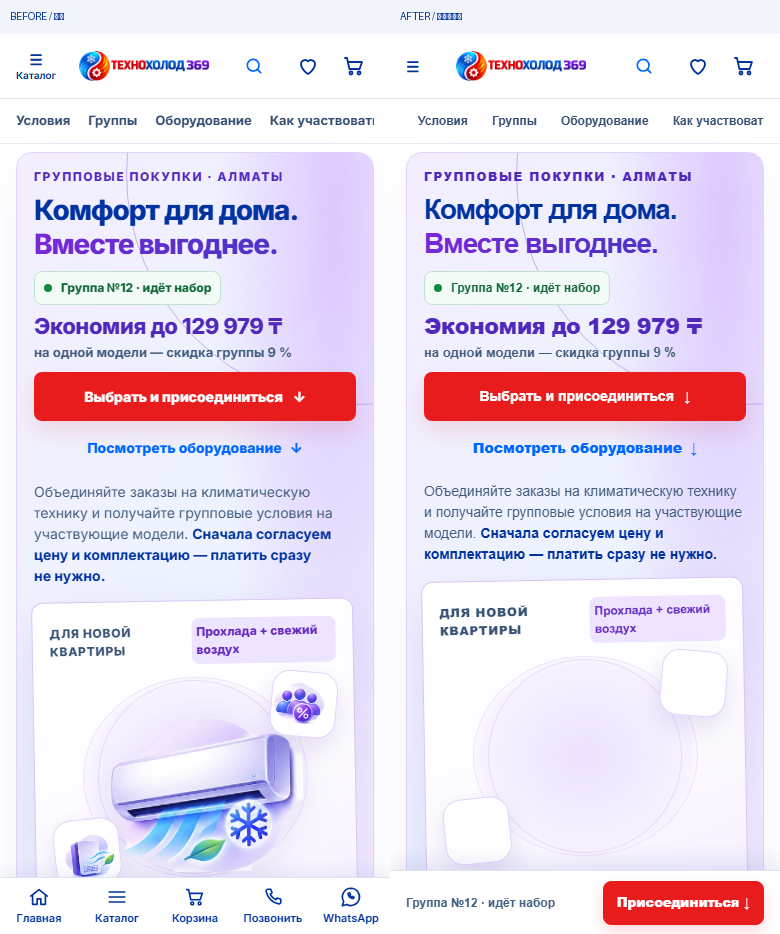 BEFORE /
Каталог
ТЕХНОХОЛОД 369
Условия Группы Оборудование Как участвоват
ГРУППОВЫЕ ПОКУПКИ · АЛМАТЫ
Комфорт для дома.
Вместе выгоднее.
Группа №12 · идёт набор
Экономия до 129 979 ₸
на одной модели — скидка группы 9 %
Выбрать и присоединиться ↓
Посмотреть оборудование ↓
Объединяйте заказы на климатическую
технику и получайте групповые условия на
участвующие модели. Сначала согласуем
цену и комплектацию — платить сразу
не нужно.
ДЛЯ НОВОЙ
КВАРТИРЫ
Прохлада + свежий
воздух
%
Главная Каталог Корзина Позвонить WhatsApp
AFTER /
ТЕХНОХОЛОД 369
Условия Группы Оборудование Как участвоват
ГРУППОВЫЕ ПОКУПКИ · АЛМАТЫ
Комфорт для дома.
Вместе выгоднее.
Группа №12 · идёт набор
Экономия до 129 979 ₸
на одной модели — скидка группы 9 %
Выбрать и присоединиться ↓
Посмотреть оборудование ↓
Объединяйте заказы на климатическую технику
и получайте групповые условия на участвующие
модели. Сначала согласуем цену и
комплектацию — платить сразу не нужно.
ДЛЯ НОВОЙ
КВАРТИРЫ
Прохлада + свежий
воздух
Группа №12 · идёт набор
Присоединиться ↓